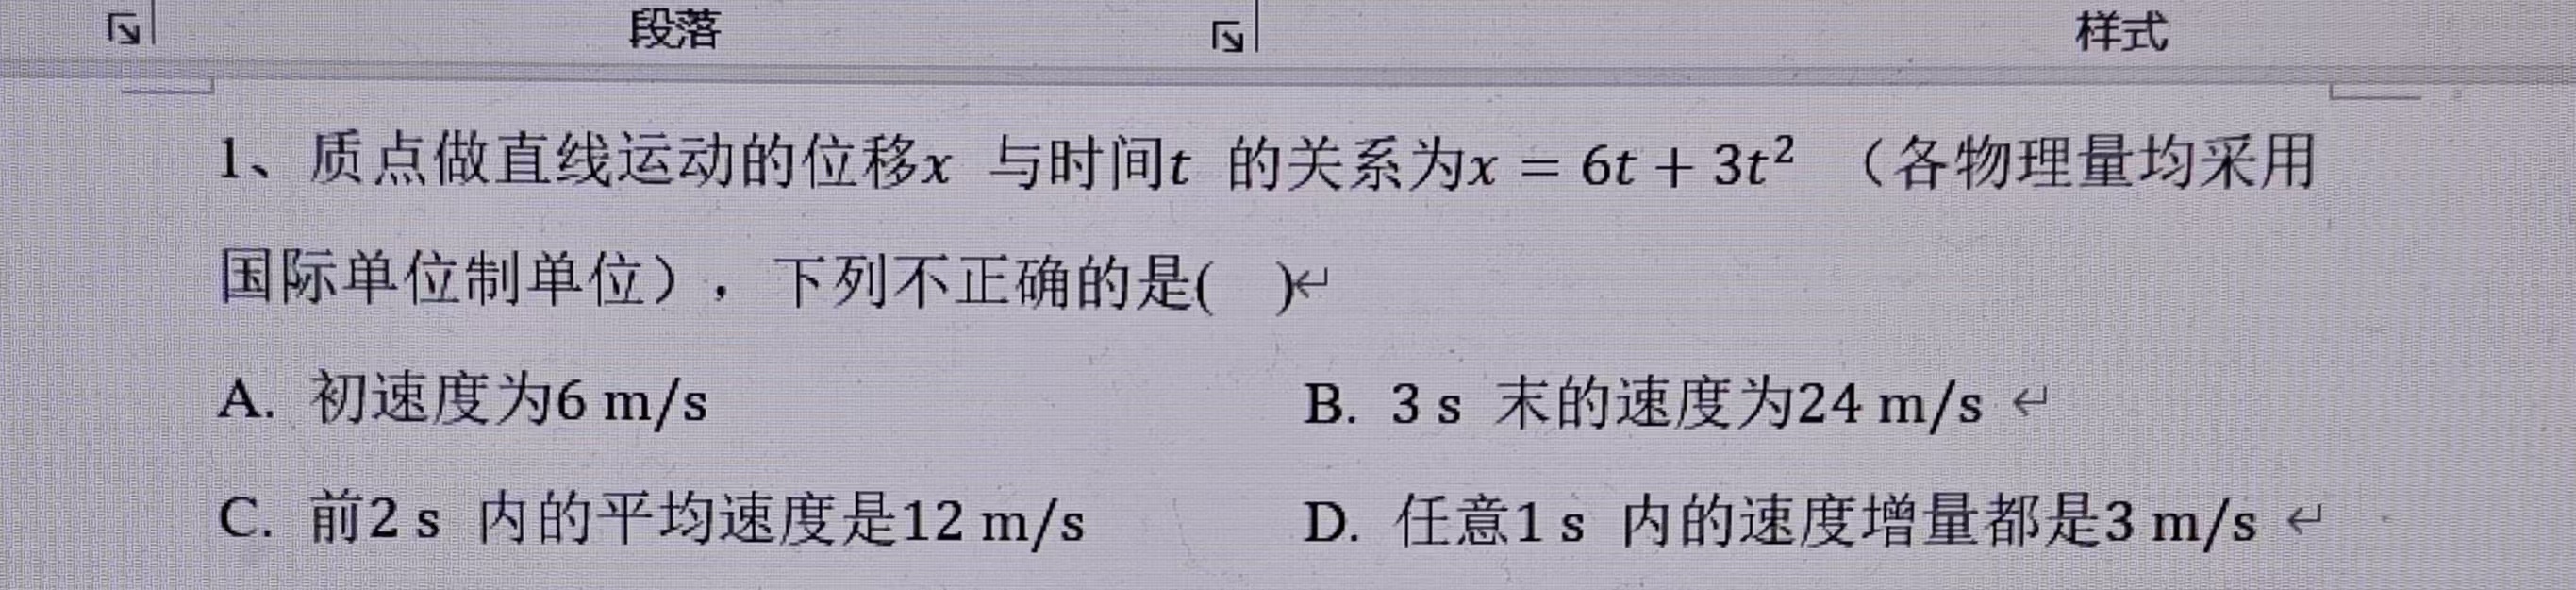 段落 样式
1、质点做直线运动的位移x 与时间t 的关系为x = 6t + 3t² （各物理量均采用
国际单位制单位），下列不正确的是( )↵
A. 初速度为6 m/s B. 3 s 末的速度为24 m/s ↵
C. 前2 s 内的平均速度是12 m/s D. 任意1 s 内的速度增量都是3 m/s ↵